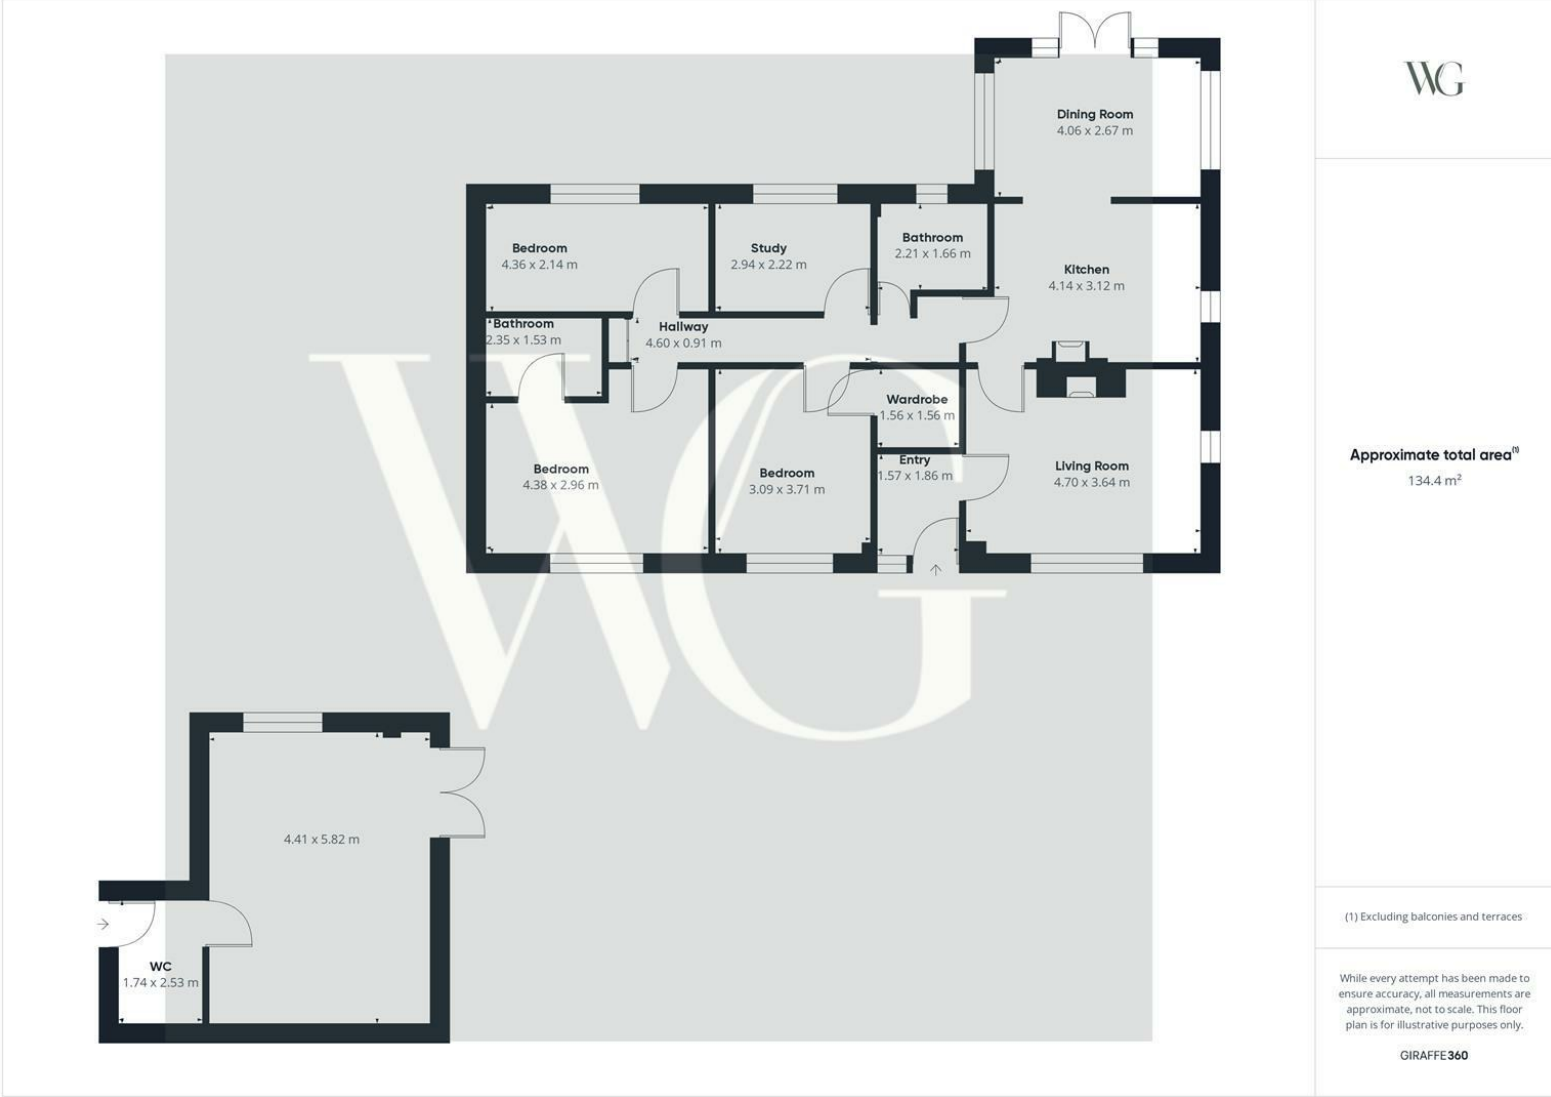 WG
Dining Room
4.06 x 2.67 m
Bedroom
4.36 x 2.14 m
Study
2.94 x 2.22 m
Bathroom
2.21 x 1.66 m
Kitchen
4.14 x 3.12 m
Bathroom
2.35 x 1.53 m
Hallway
4.60 x 0.91 m
Wardrobe
1.56 x 1.56 m
Bedroom
4.38 x 2.96 m
Bedroom
3.09 x 3.71 m
Entry
1.57 x 1.86 m
Living Room
4.70 x 3.64 m
WG
4.41 x 5.82 m
WC
1.74 x 2.53 m
Approximate total area(1)
134.4 m²
(1) Excluding balconies and terraces
While every attempt has been made to
ensure accuracy, all measurements are
approximate, not to scale. This floor
plan is for illustrative purposes only.
GIRAFFE360